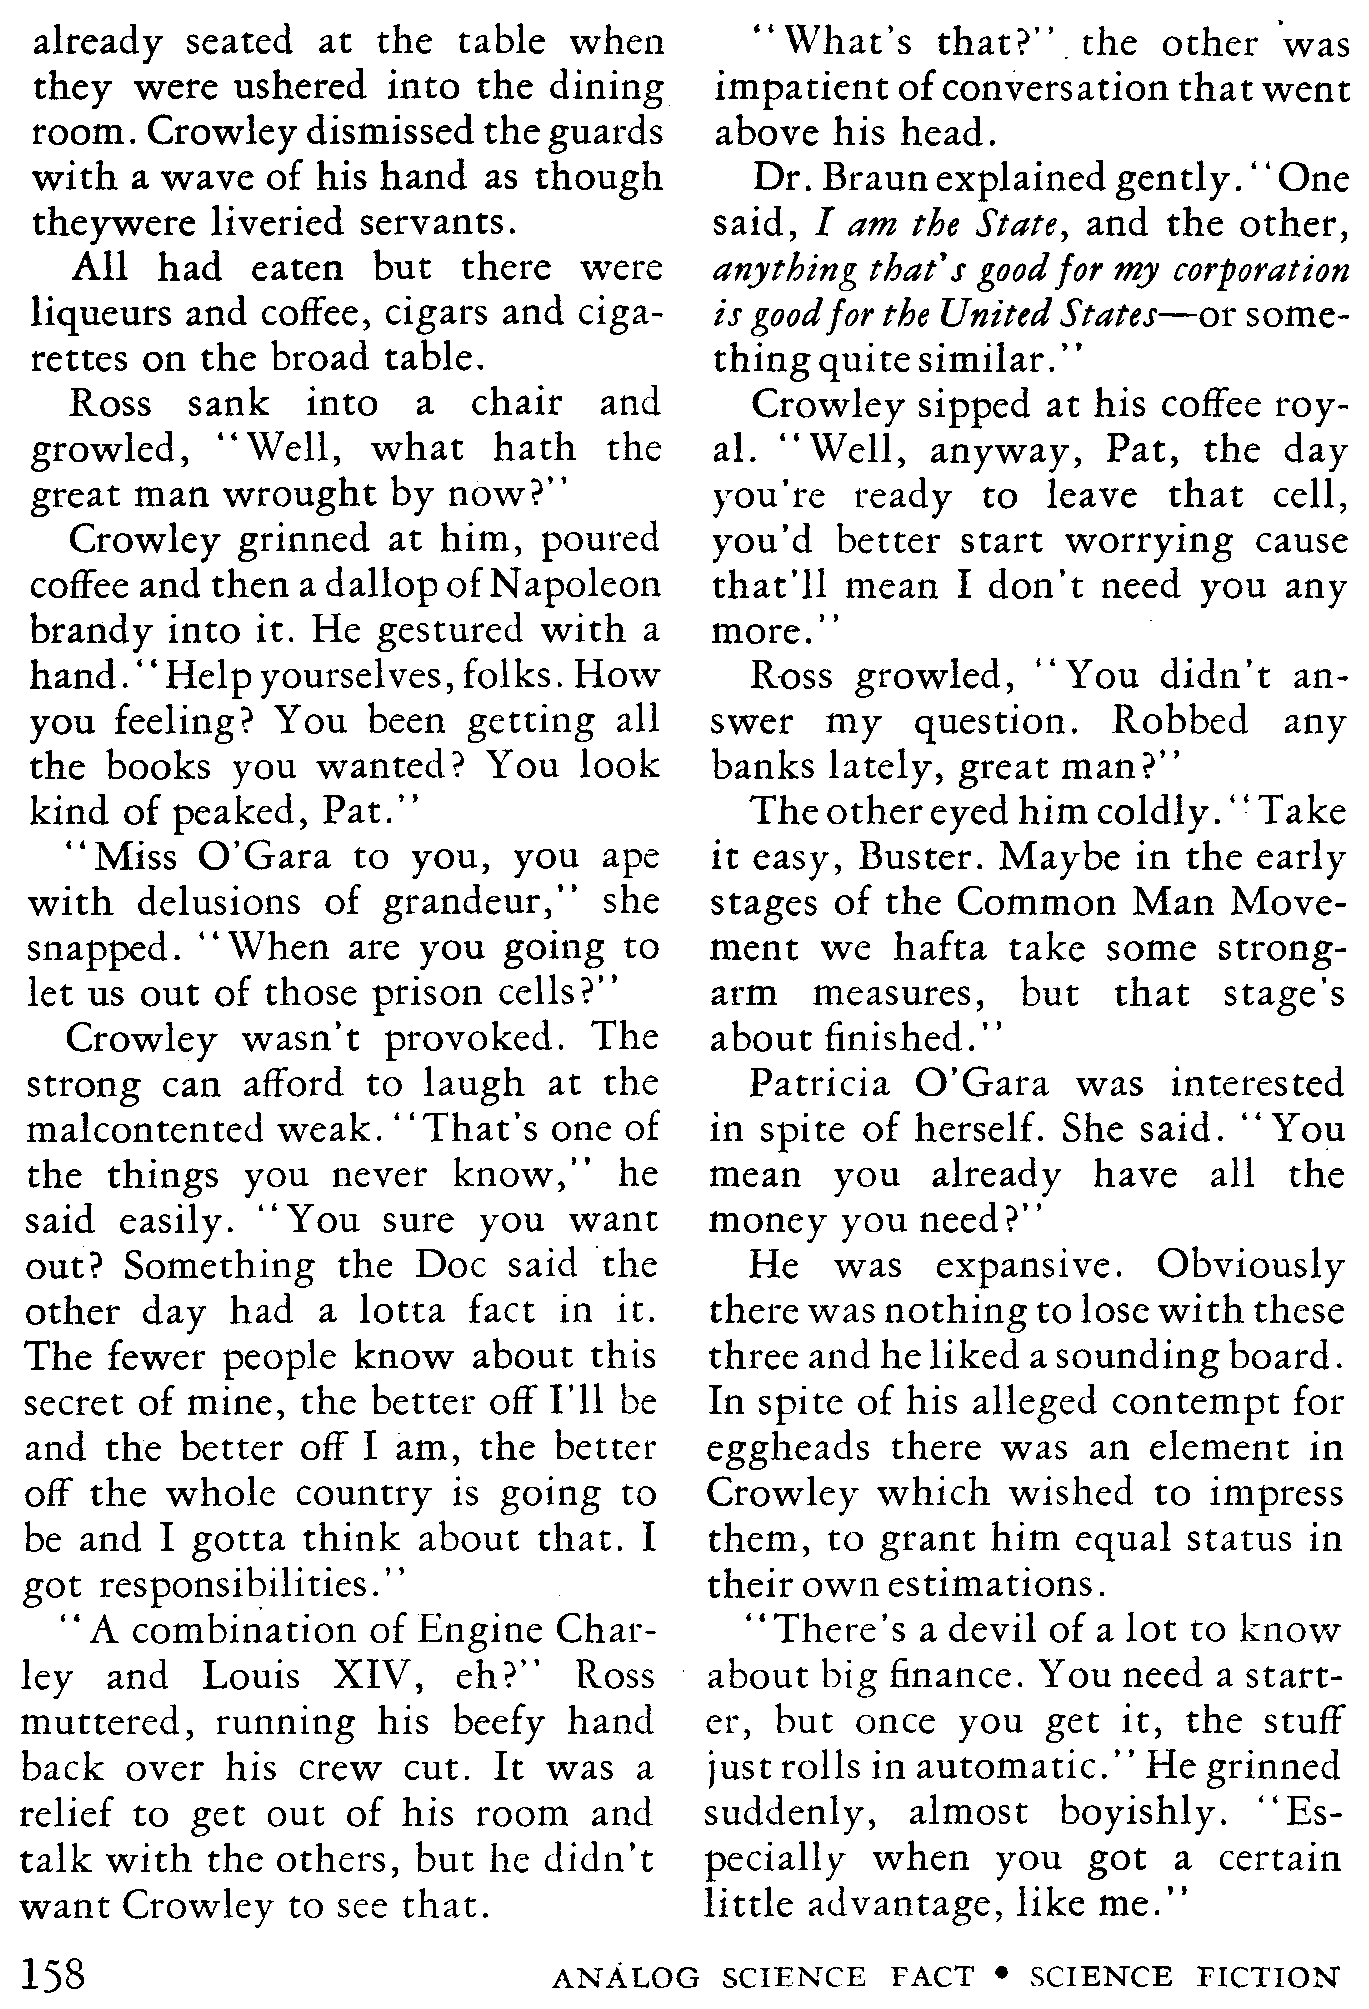 already seated at the table when
they were ushered into the dining
room. Crowley dismissed the guards
with a wave of his hand as though
theywere liveried servants.
All had eaten but there were
liqueurs and coffee, cigars and ciga-
rettes on the broad table.
Ross sank into a chair and
growled, "Well, what hath the
great man wrought by now?"
Crowley grinned at him, poured
coffee and then a dallop of Napoleon
brandy into it. He gestured with a
hand. "Help yourselves, folks. How
you feeling? You been getting all
the books you wanted? You look
kind of peaked, Pat."
"Miss O'Gara to you, you ape
with delusions of grandeur," she
snapped. "When are you going to
let us out of those prison cells?"
Crowley wasn't provoked. The
strong can afford to laugh at the
malcontented weak. "That's one of
the things you never know," he
said easily. "You sure you want
out? Something the Doc said the
other day had a lotta fact in it.
The fewer people know about this
secret of mine, the better off I'll be
and the better off I am, the better
off the whole country is going to
be and I gotta think about that. I
got responsibilities."
"A combination of Engine Char-
ley and Louis XIV, eh?" Ross
muttered, running his beefy hand
back over his crew cut. It was a
relief to get out of his room and
talk with the others, but he didn't
want Crowley to see that.
"What's that?" the other was
impatient of conversation that went
above his head.
Dr. Braun explained gently. "One
said, I am the State, and the other,
anything that's good for my corporation
is good for the United States—or some-
thing quite similar."
Crowley sipped at his coffee roy-
al. "Well, anyway, Pat, the day
you're ready to leave that cell,
you'd better start worrying cause
that'll mean I don't need you any
more."
Ross growled, "You didn't an-
swer my question. Robbed any
banks lately, great man?"
The other eyed him coldly. "Take
it easy, Buster. Maybe in the early
stages of the Common Man Move-
ment we hafta take some strong-
arm measures, but that stage's
about finished."
Patricia O'Gara was interested
in spite of herself. She said. "You
mean you already have all the
money you need?"
He was expansive. Obviously
there was nothing to lose with these
three and he liked a sounding board.
In spite of his alleged contempt for
eggheads there was an element in
Crowley which wished to impress
them, to grant him equal status in
their own estimations.
"There's a devil of a lot to know
about big finance. You need a start-
er, but once you get it, the stuff
just rolls in automatic." He grinned
suddenly, almost boyishly. "Es-
pecially when you got a certain
little advantage, like me."
158
ANALOG SCIENCE FACT • SCIENCE FICTION